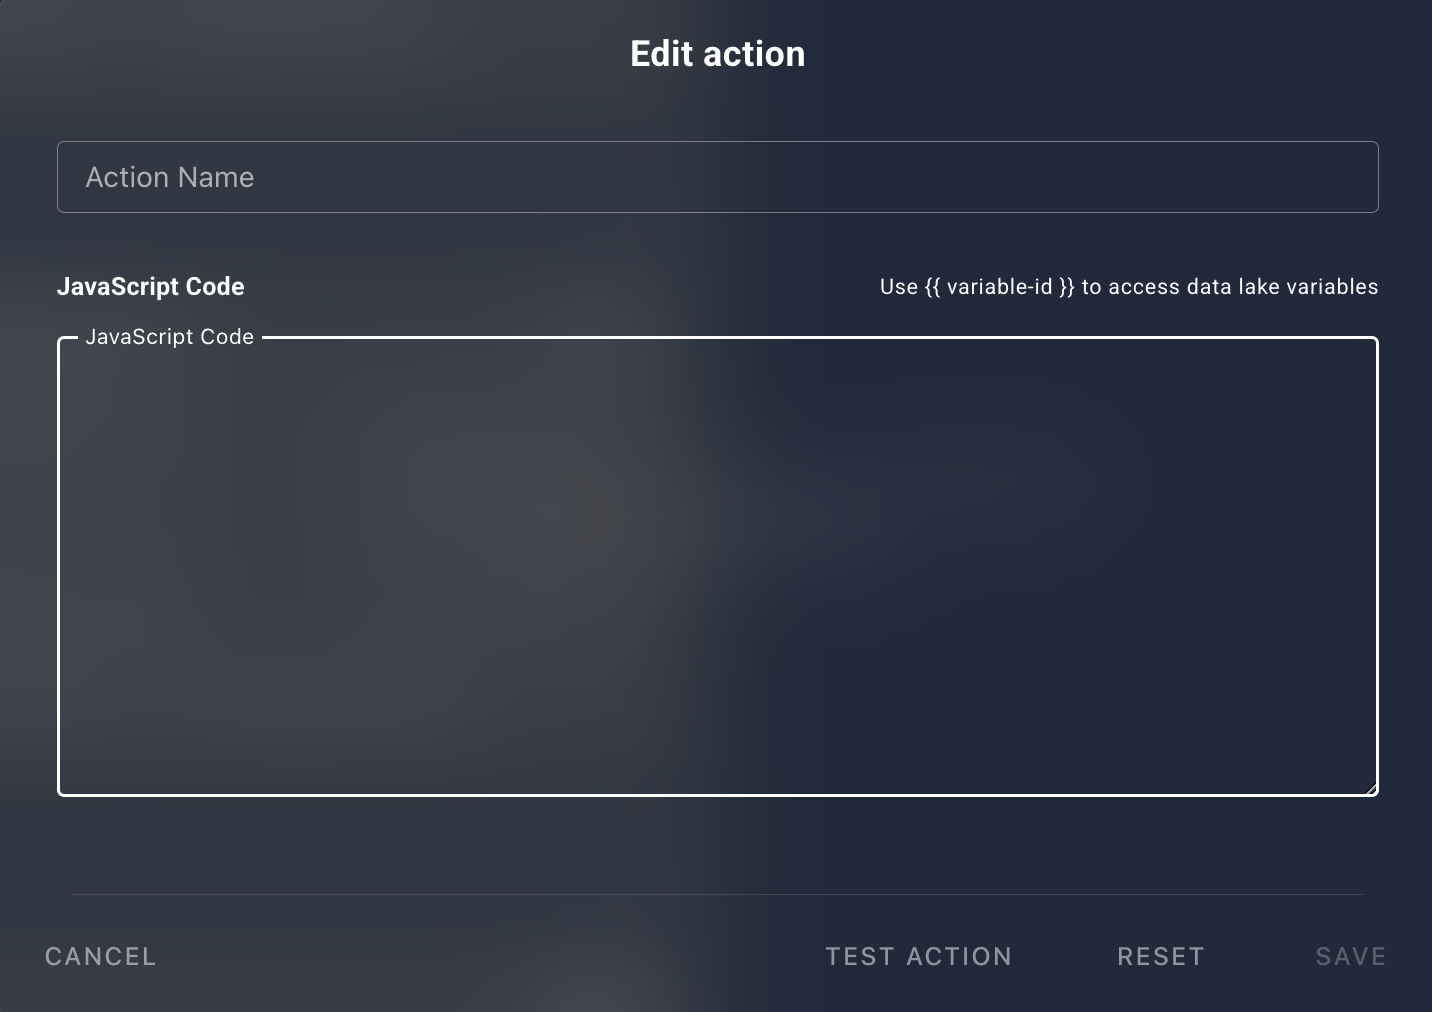 Edit action
Action Name
JavaScript Code
Use {{ variable-id }} to access data lake variables
JavaScript Code
CANCEL
TEST ACTION
RESET
SAVE